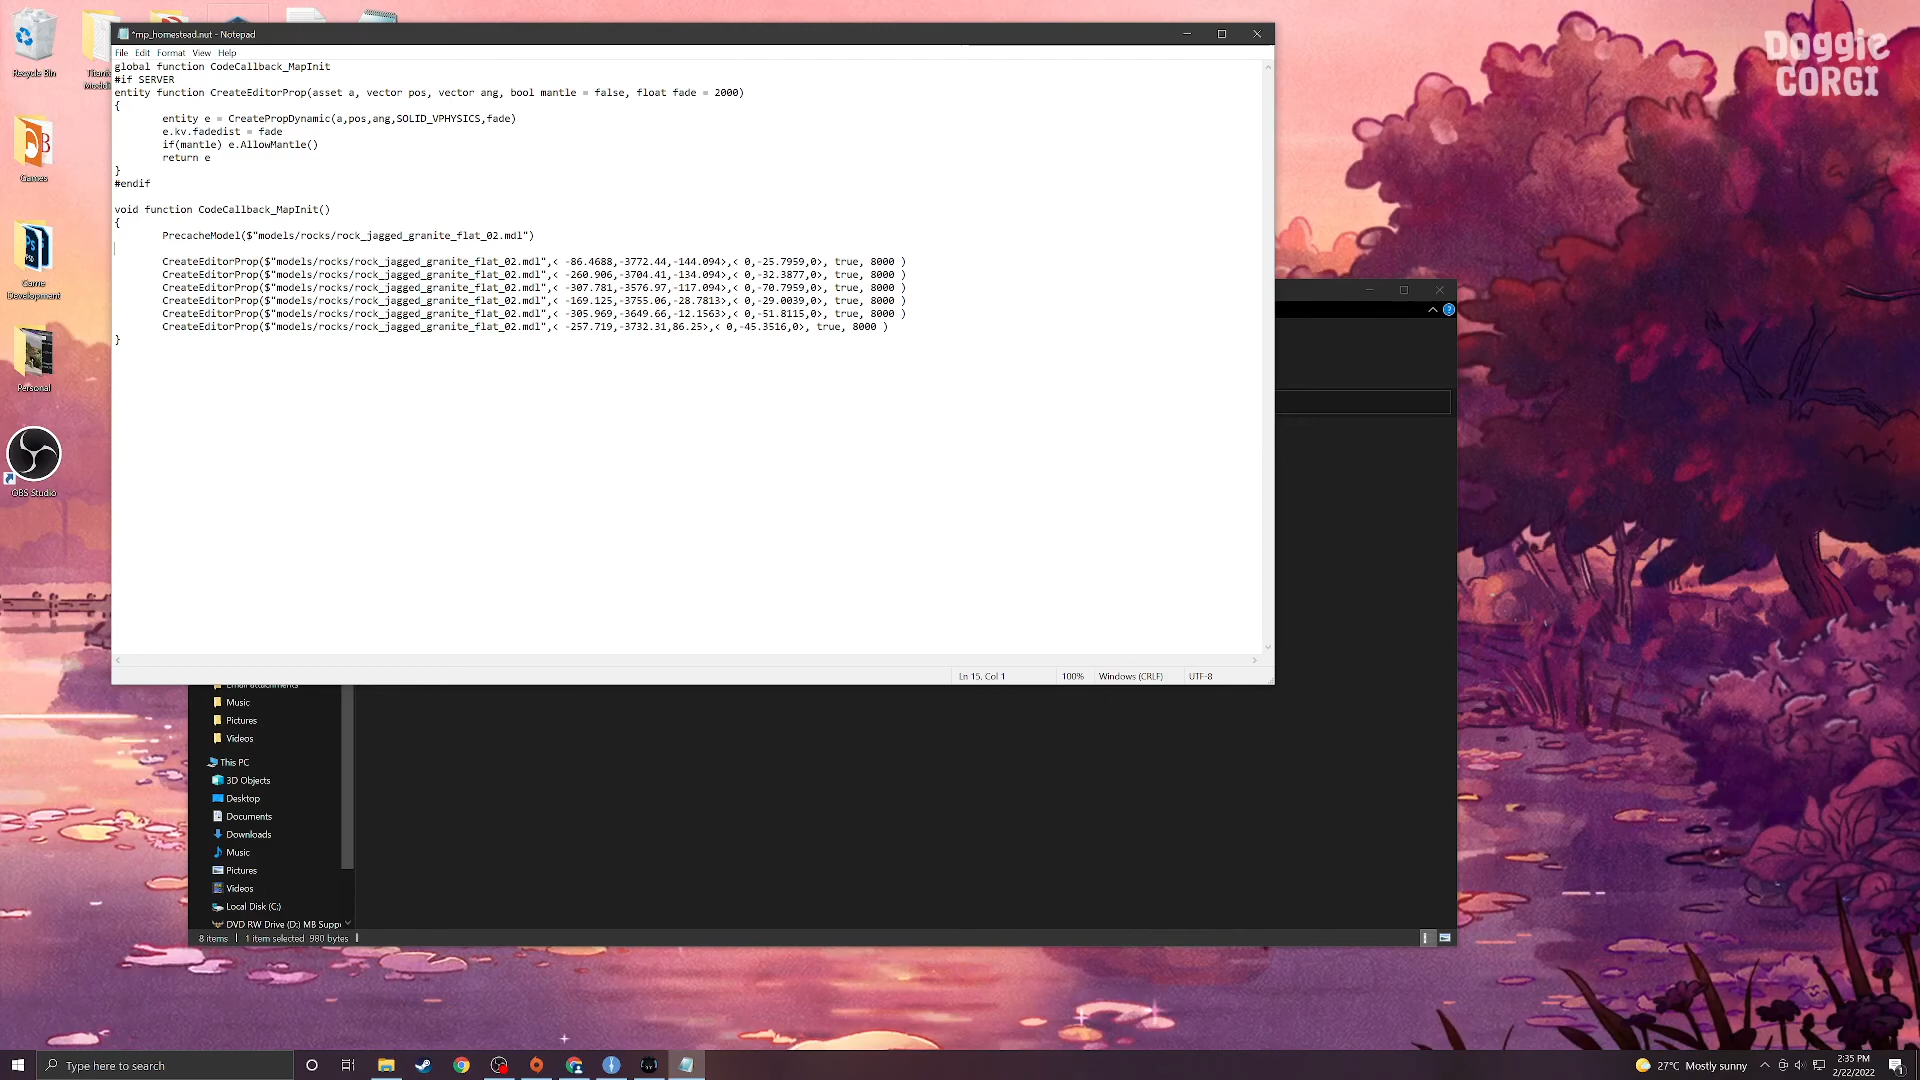 Doggie
CORGI
*mp_homestead.nut - Notepad
File Edit Format View Help
global function CodeCallback_MapInit
#if SERVER
entity function CreateEditorProp(asset a, vector pos, vector ang, bool mantle = false, float fade = 2000)
{
entity e = CreatePropDynamic(a,pos,ang,SOLID_VPHYSICS,fade)
e.kv.fadedist = fade
if(mantle) e.AllowMantle()
return e
}
#endif
void function CodeCallback_MapInit()
{
PrecacheModel($"models/rocks/rock_jagged_granite_flat_02.mdl")
CreateEditorProp($"models/rocks/rock_jagged_granite_flat_02.mdl",< -86.4688,-3772.44,-144.094>,< 0,-25.7959,0>, true, 8000 )
CreateEditorProp($"models/rocks/rock_jagged_granite_flat_02.mdl",< -260.906,-3704.41,-134.094>,< 0,-32.3877,0>, true, 8000 )
CreateEditorProp($"models/rocks/rock_jagged_granite_flat_02.mdl",< -307.781,-3576.97,-117.094>,< 0,-70.7959,0>, true, 8000 )
CreateEditorProp($"models/rocks/rock_jagged_granite_flat_02.mdl",< -169.125,-3755.06,-28.7813>,< 0,-29.0039,0>, true, 8000 )
CreateEditorProp($"models/rocks/rock_jagged_granite_flat_02.mdl",< -305.969,-3649.66,-12.1563>,< 0,-51.8115,0>, true, 8000 )
CreateEditorProp($"models/rocks/rock_jagged_granite_flat_02.mdl",< -257.719,-3732.31,86.25>,< 0,-45.3516,0>, true, 8000 )
}
Ln 15, Col 1 100% Windows (CRLF) UTF-8
Recycle Bin
Games
Game Development
Personal
OBS Studio
Music
Pictures
Videos
This PC
3D Objects
Desktop
Documents
Downloads
Music
Pictures
Videos
Local Disk (C:)
DVD RW Drive (D:) MB Supp
8 items 1 item selected 980 bytes
Type here to search
27°C Mostly sunny
2:35 PM
2/22/2022